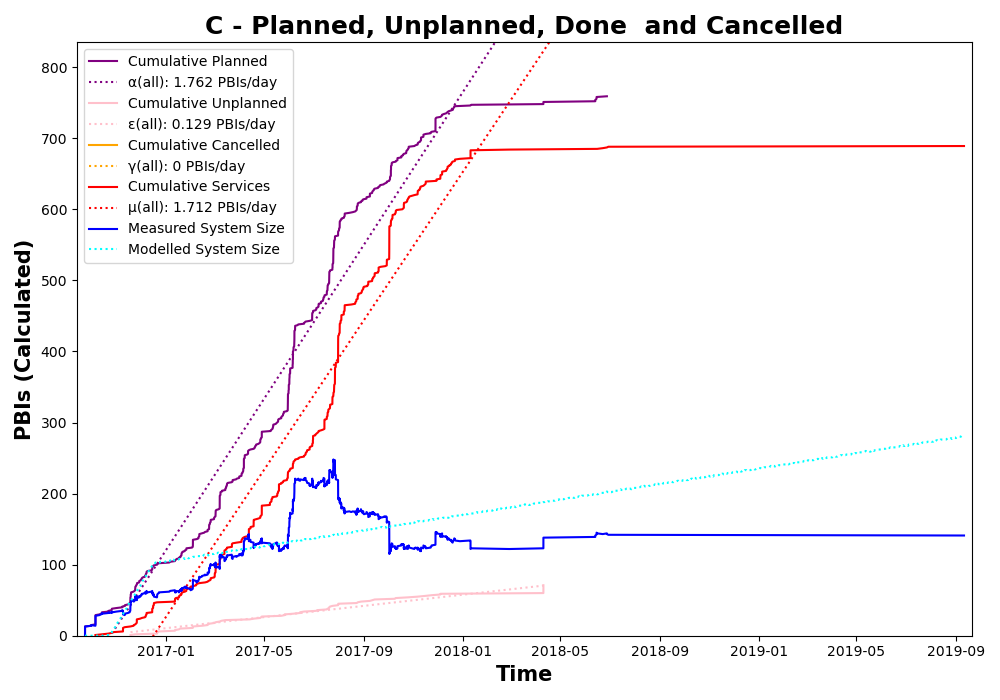 C - Planned, Unplanned, Done  and Cancelled
Cumulative Planned
α(all): 1.762 PBIs/day
Cumulative Unplanned
ε(all): 0.129 PBIs/day
Cumulative Cancelled
γ(all): 0 PBIs/day
Cumulative Services
μ(all): 1.712 PBIs/day
Measured System Size
Modelled System Size
PBIs (Calculated)
800
700
600
500
400
300
200
100
0
2017-01 2017-05 2017-09 2018-01 2018-05 2018-09 2019-01 2019-05 2019-09
Time